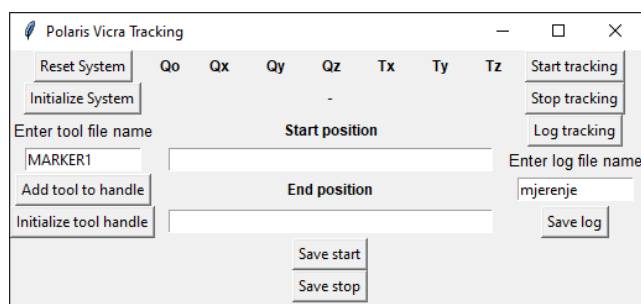 Polaris Vicra Tracking
Reset System Qo Qx Qy Qz Tx Ty Tz Start tracking
Initialize System - Stop tracking
Enter tool file name Start position Log tracking
MARKER1 Enter log file name
Add tool to handle End position mjerenje
Initialize tool handle Save log
Save start
Save stop